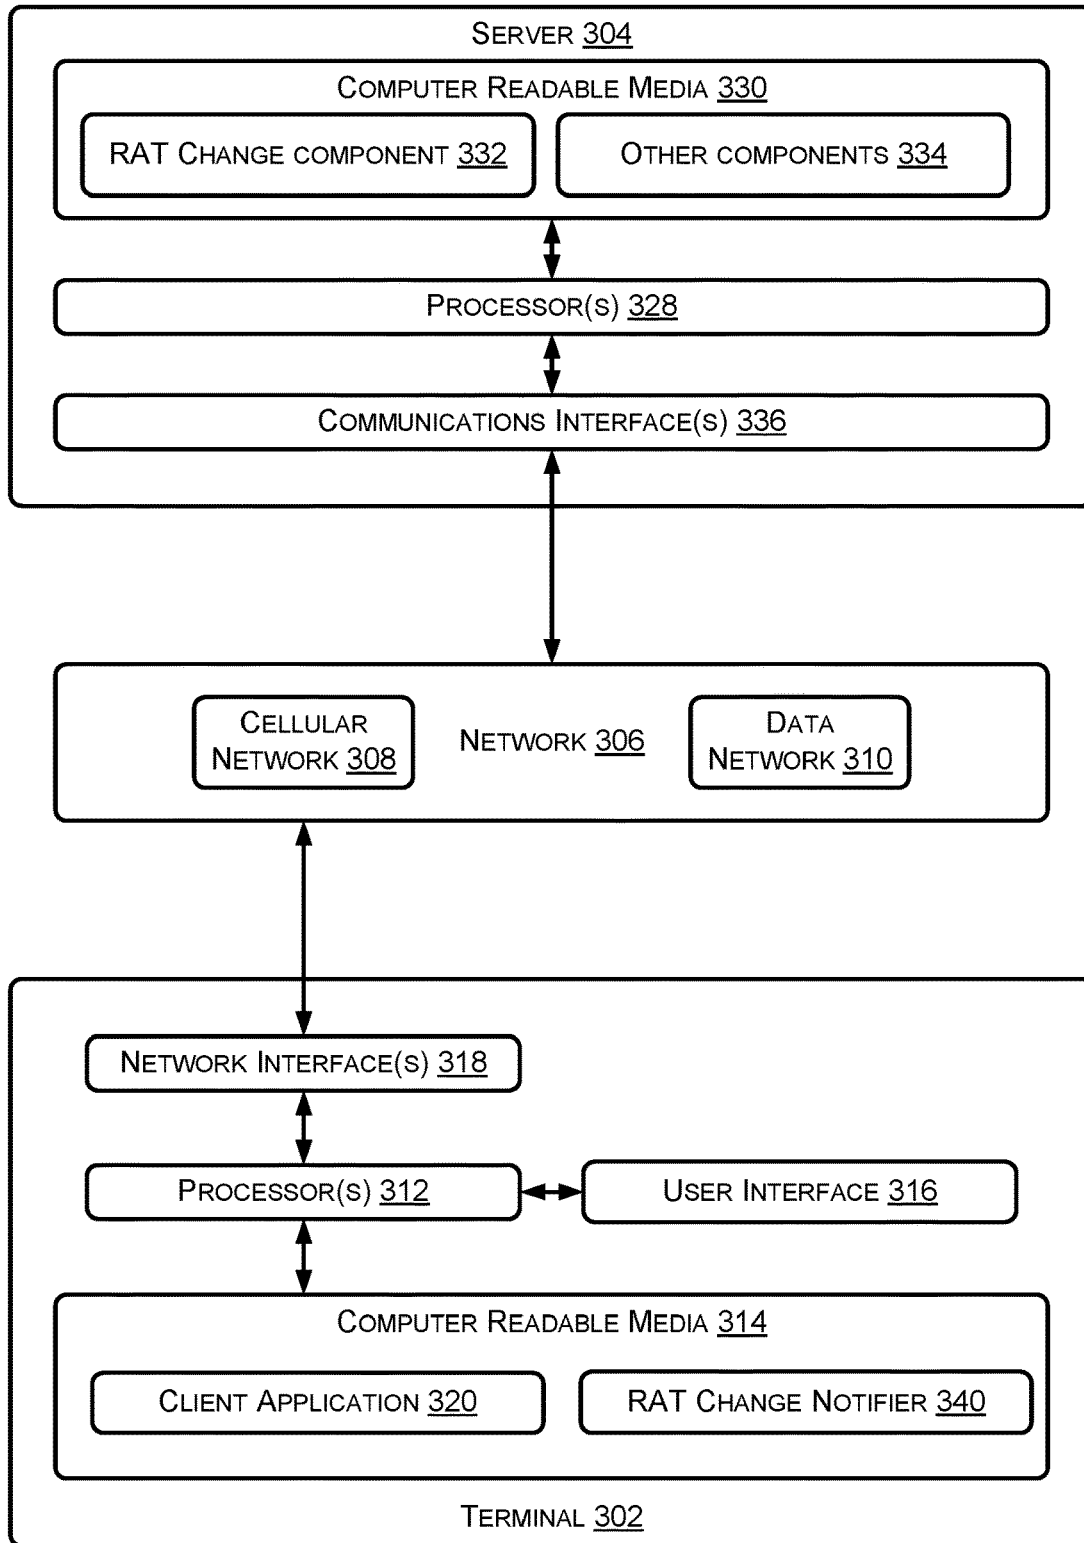 SERVER 304
COMPUTER READABLE MEDIA 330
RAT CHANGE COMPONENT 332
OTHER COMPONENTS 334
PROCESSOR(S) 328
COMMUNICATIONS INTERFACE(S) 336
CELLULAR
NETWORK 308
NETWORK 306
DATA
NETWORK 310
NETWORK INTERFACE(S) 318
PROCESSOR(S) 312
USER INTERFACE 316
COMPUTER READABLE MEDIA 314
CLIENT APPLICATION 320
RAT CHANGE NOTIFIER 340
TERMINAL 302